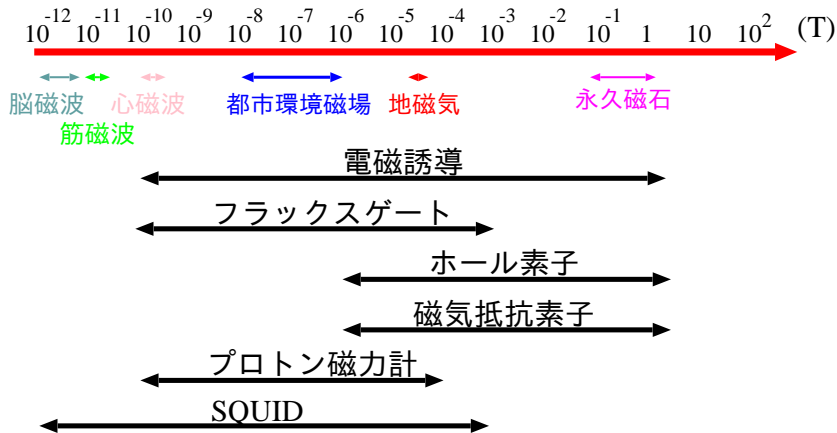 10⁻¹² 10⁻¹¹ 10⁻¹⁰ 10⁻⁹ 10⁻⁸ 10⁻⁷ 10⁻⁶ 10⁻⁵ 10⁻⁴ 10⁻³ 10⁻² 10⁻¹ 1 10 10² (T)
脳磁波 心磁波 都市環境磁場 地磁気 永久磁石
筋磁波
電磁誘導
フラックスゲート
ホール素子
磁気抵抗素子
プロトン磁力計
SQUID